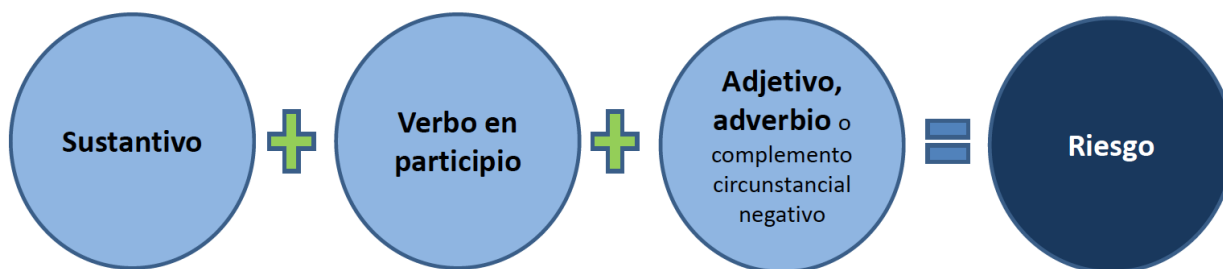 Sustantivo
Verbo en
participio
Adjetivo,
adverbio o
complemento
circunstancial
negativo
Riesgo